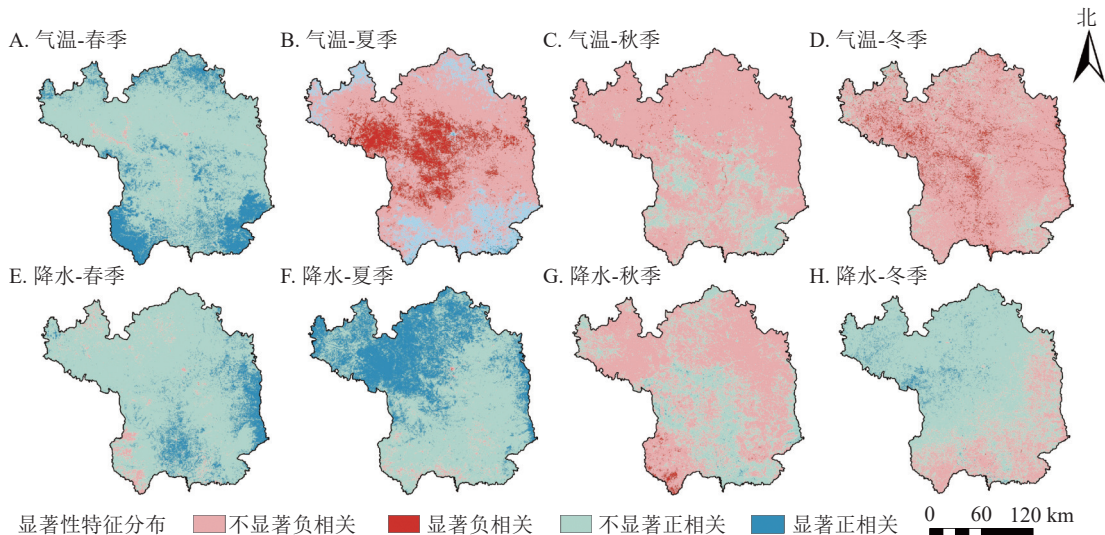 北
A. 气温-春季
B. 气温-夏季
C. 气温-秋季
D. 气温-冬季
E. 降水-春季
F. 降水-夏季
G. 降水-秋季
H. 降水-冬季
显著性特征分布 不显著负相关 显著负相关 不显著正相关 显著正相关
0 60 120 km